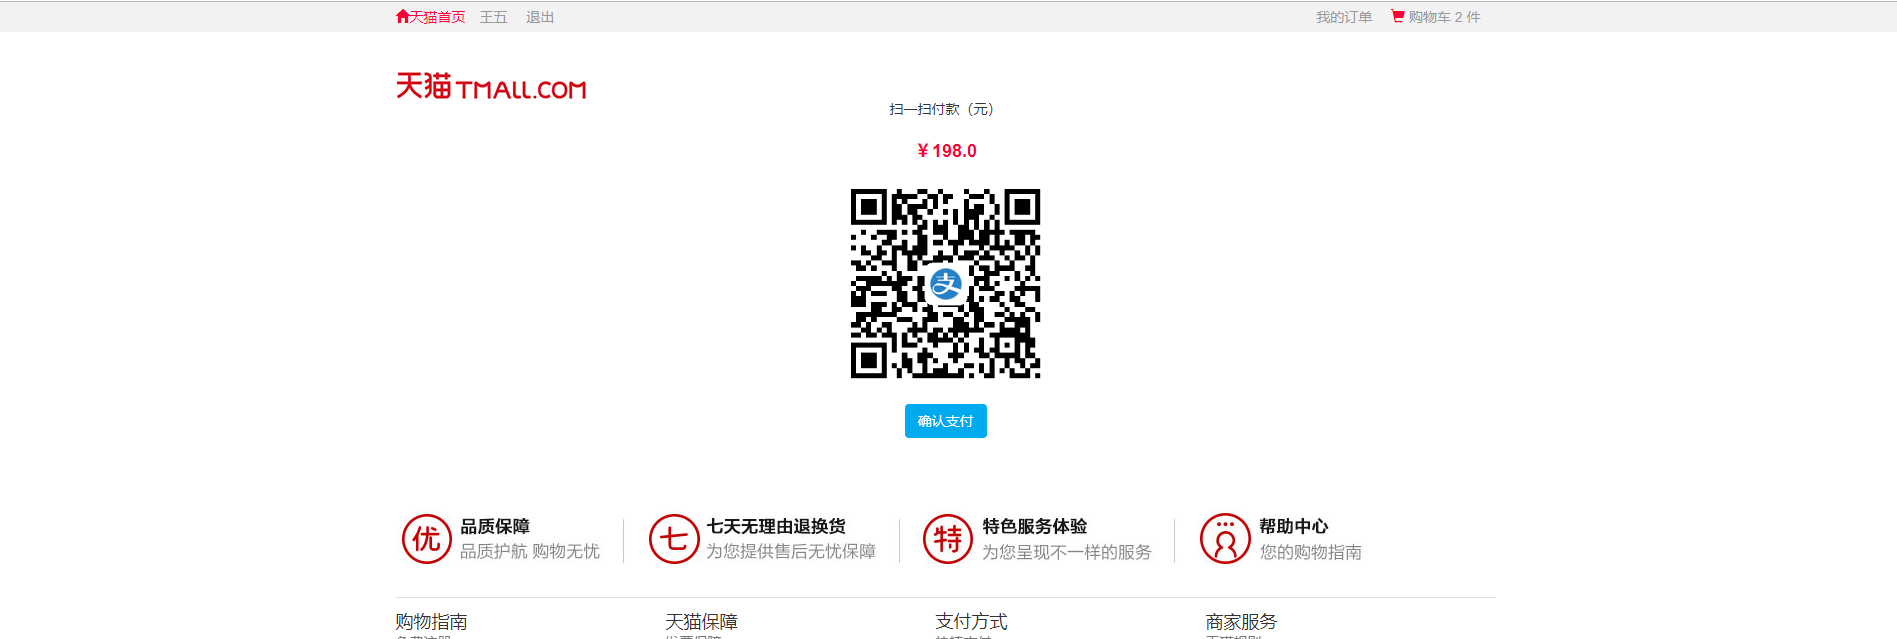 天猫首页 王五 退出 我的订单 购物车 2 件
天猫 TMALL.COM
扫一扫付款（元）
￥198.0
支
确认支付
优 品质保障
品质护航 购物无忧
七 七天无理由退换货
为您提供售后无忧保障
特 特色服务体验
为您呈现不一样的服务
帮助中心
您的购物指南
购物指南 天猫保障 支付方式 商家服务